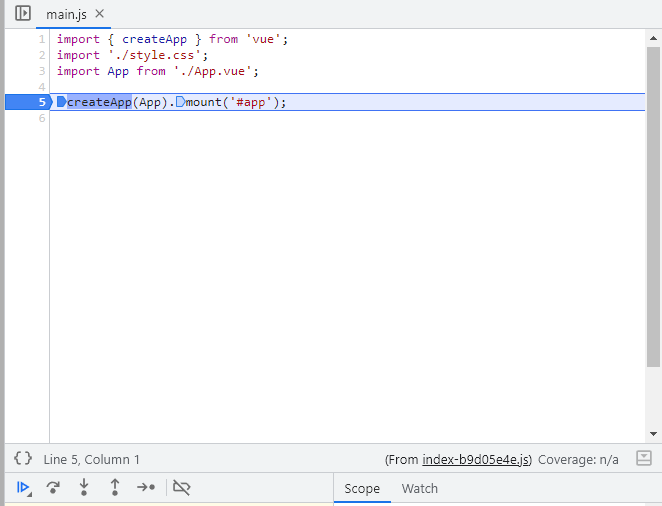 main.js
1 import { createApp } from 'vue';
2 import './style.css';
3 import App from './App.vue';
4
5 createApp(App).mount('#app');
6
{} Line 5, Column 1 (From index-b9d05e4e.js) Coverage: n/a
Scope Watch